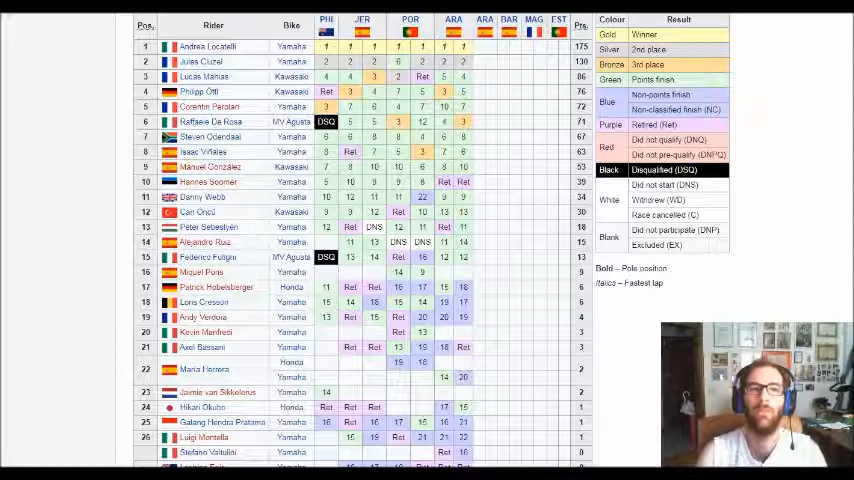 Pos. Rider Bike PHI JER POR ARA ARA BAR MAG EST Pts.
1 Andrea Locatelli Yamaha 1 1 1 1 1 1 1 175
2 Jules Cluzel Yamaha 2 2 2 6 2 2 2 130
3 Lucas Mahias Kawasaki 4 4 3 2 Ret 5 4 86
4 Philipp Öttl Kawasaki Ret 3 4 7 5 3 5 76
5 Corentin Perolari Yamaha 3 7 6 4 7 10 7 72
6 Raffaele De Rosa MV Agusta DSQ 5 5 3 12 4 3 71
7 Steven Odendaal Yamaha 6 6 8 8 4 6 8 67
8 Isaac Viñales Yamaha 8 Ret 7 5 3 7 6 63
9 Manuel González Kawasaki 7 8 10 10 6 8 10 53
10 Hannes Soomer Yamaha 5 10 9 9 8 Ret Ret 39
11 Danny Webb Yamaha 10 12 11 11 22 9 9 34
12 Can Öncü Kawasaki 9 9 12 Ret 10 13 13 30
13 Péter Sebestyén Yamaha 12 Ret DNS 12 11 Ret 11 18
14 Alejandro Ruiz Yamaha 11 13 DNS DNS 11 14 15
15 Federico Fuligni MV Agusta DSQ 13 14 Ret 16 12 12 13
16 Miquel Pons Yamaha 14 9 9
17 Patrick Hobelsberger Honda 11 Ret Ret 16 17 15 18 6
18 Loris Cresson Yamaha 15 14 18 15 14 19 17 6
19 Andy Verdoïa Yamaha 13 Ret 15 Ret 20 20 19 4
20 Kevin Manfredi Yamaha Ret 13 3
21 Axel Bassani Yamaha Ret Ret 13 19 18 Ret 3
22 María Herrera Honda 19 18 2
Yamaha 14 20
23 Jaimie van Sikkelerus Yamaha 14 2
24 Hikari Okubo Honda Ret Ret Ret 17 15 1
25 Galang Hendra Pratama Yamaha 16 Ret 16 17 15 16 21 1
26 Luigi Montella Yamaha 15 19 Ret 21 21 22 1
Stefano Valtulini Yamaha Ret 16 0
Colour Result
Gold Winner
Silver 2nd place
Bronze 3rd place
Green Points finish
Blue Non-points finish
Non-classified finish (NC)
Purple Retired (Ret)
Red Did not qualify (DNQ)
Did not pre-qualify (DNPQ)
Black Disqualified (DSQ)
White Did not start (DNS)
Withdrew (WD)
Race cancelled (C)
Blank Did not participate (DNP)
Excluded (EX)
Bold – Pole position
Italics – Fastest lap